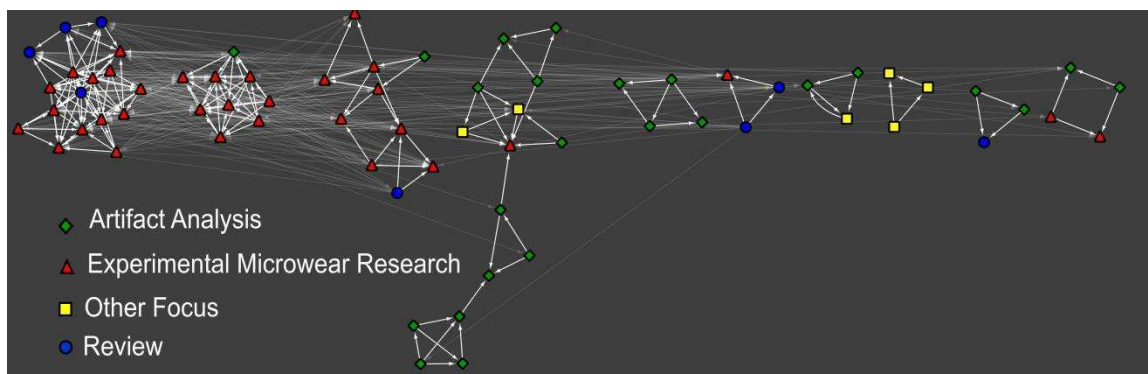 Artifact Analysis
Experimental Microwear Research
Other Focus
Review